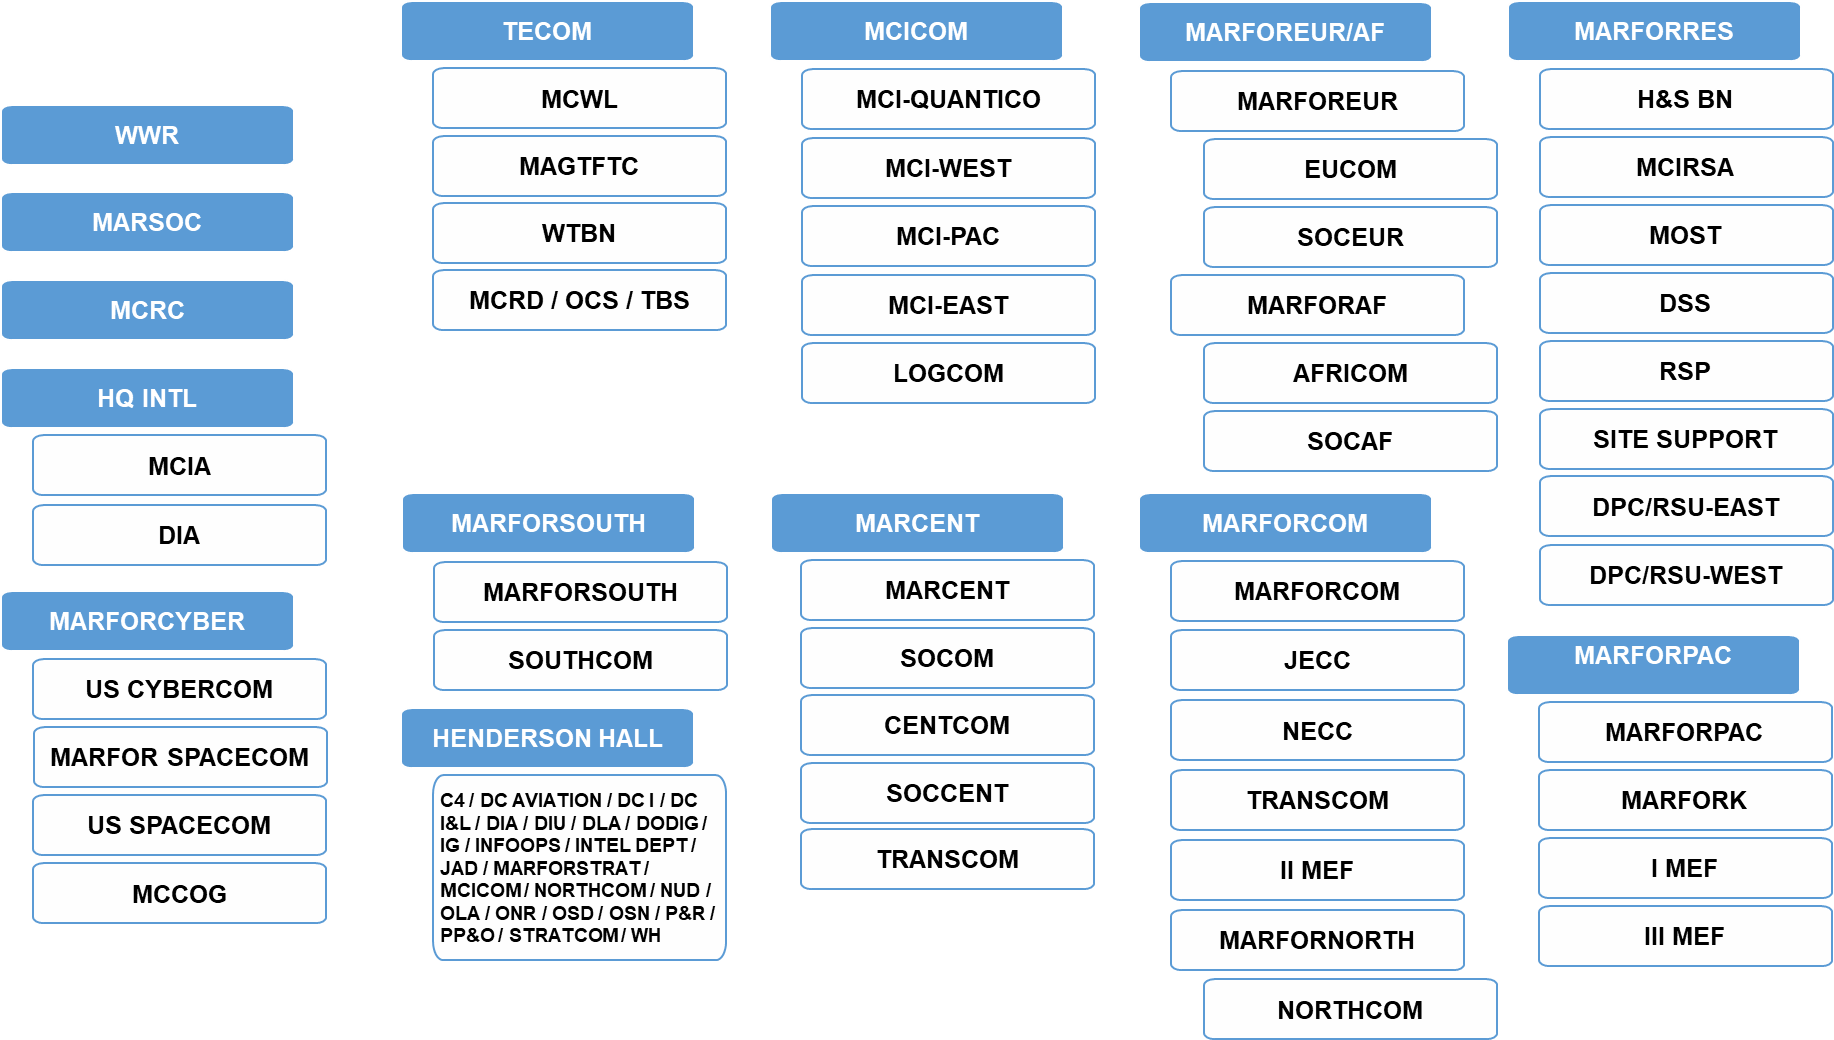 WWR
MARSOC
MCRC
HQ INTL
MCIA
DIA
MARFORCYBER
US CYBERCOM
MARFOR SPACECOM
US SPACECOM
MCCOG
TECOM
MCWL
MAGTFTC
WTBN
MCRD / OCS / TBS
MARFORSOUTH
MARFORSOUTH
SOUTHCOM
HENDERSON HALL
C4 / DC AVIATION / DC I / DC
I&L / DIA / DIU / DLA / DODIG /
IG / INFOOPS / INTEL DEPT /
JAD / MARFORSTRAT /
MCICOM / NORTHCOM / NUD /
OLA / ONR / OSD / OSN / P&R /
PP&O / STRATCOM / WH
MCICOM
MCI-QUANTICO
MCI-WEST
MCI-PAC
MCI-EAST
LOGCOM
MARCENT
MARCENT
SOCOM
CENTCOM
SOCCENT
TRANSCOM
MARFOREUR/AF
MARFOREUR
EUCOM
SOCEUR
MARFORAF
AFRICOM
SOCAF
MARFORCOM
MARFORCOM
JECC
NECC
TRANSCOM
II MEF
MARFORNORTH
NORTHCOM
MARFORRES
H&S BN
MCIRSA
MOST
DSS
RSP
SITE SUPPORT
DPC/RSU-EAST
DPC/RSU-WEST
MARFORPAC
MARFORPAC
MARFORK
I MEF
III MEF